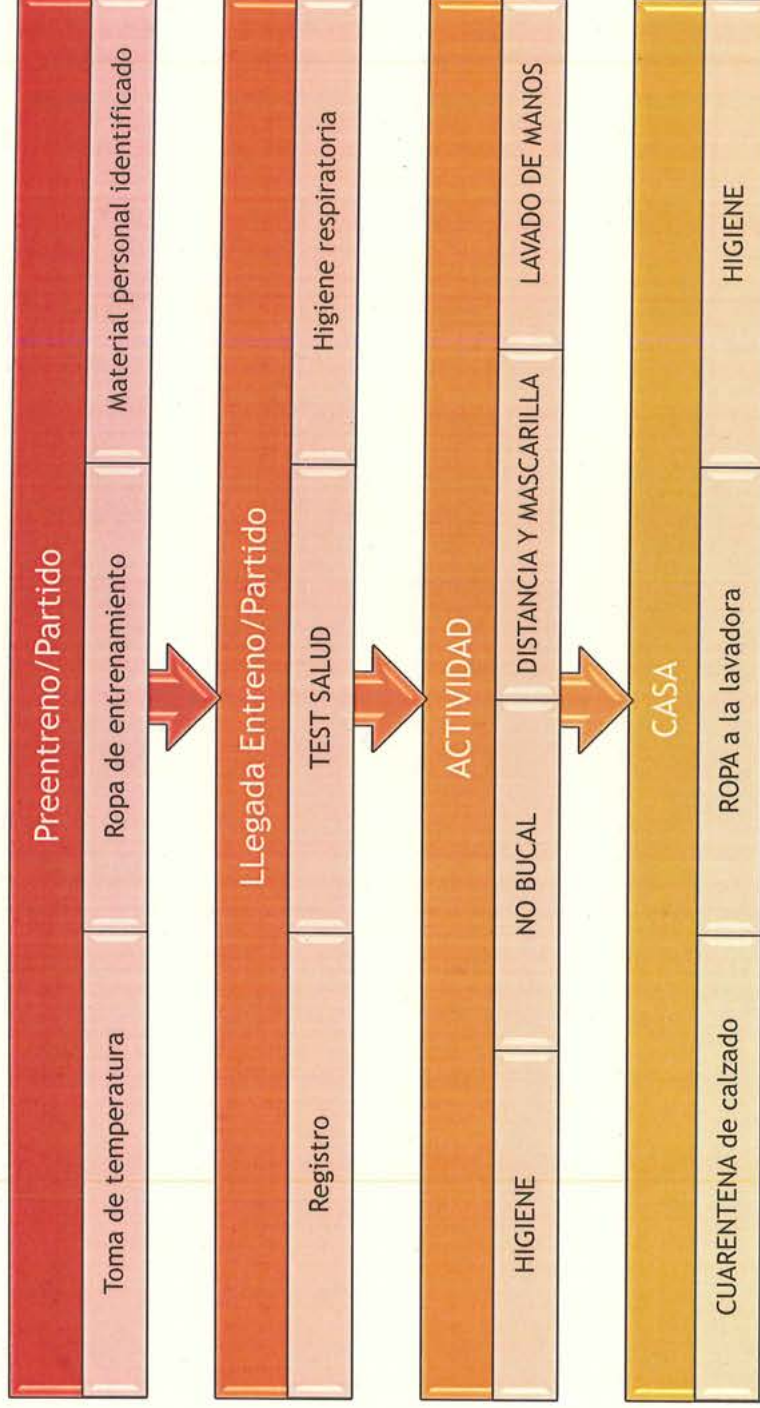 Preentreno/Partido
Toma de temperatura
Ropa de entrenamiento
Material personal identificado
LLegada Entreno/Partido
Registro
TEST SALUD
Higiene respiratoria
ACTIVIDAD
HIGIENE
NO BUCAL
DISTANCIA Y MASCARILLA
LAVADO DE MANOS
CASA
CUARENTENA de calzado
ROPA a la lavadora
HIGIENE